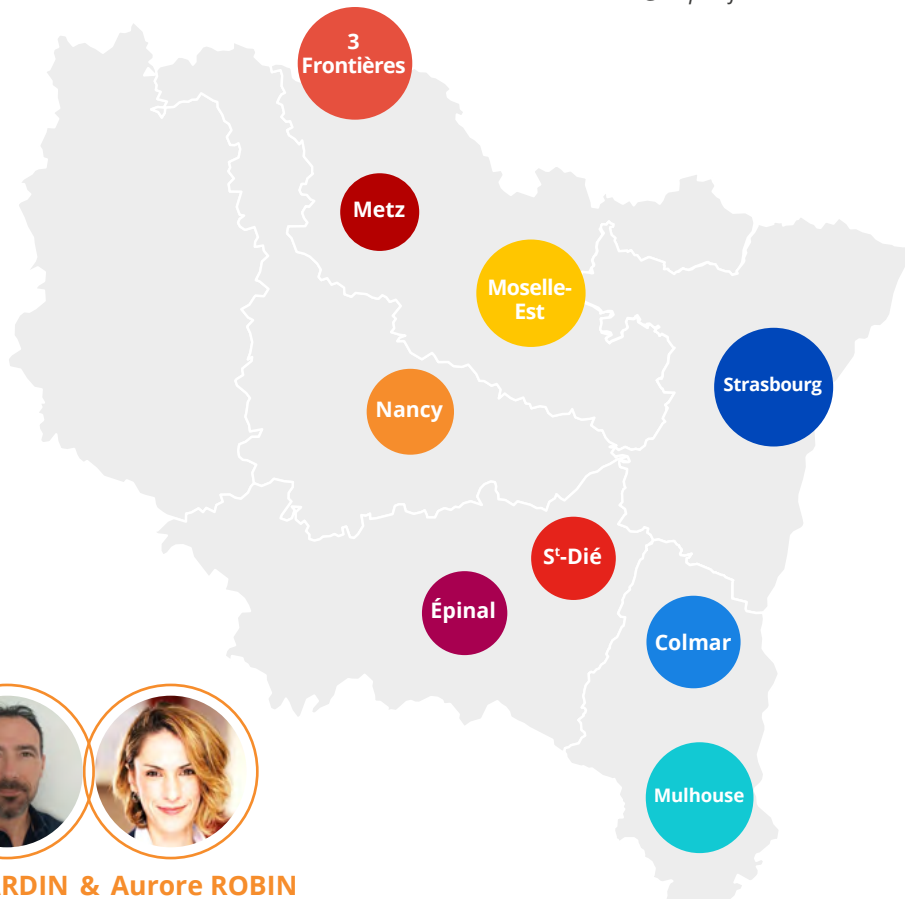 3
Frontières
Metz
Moselle-
Est
Strasbourg
Nancy
Sᵗ-Dié
Épinal
Colmar
Mulhouse
RDIN & Aurore ROBIN